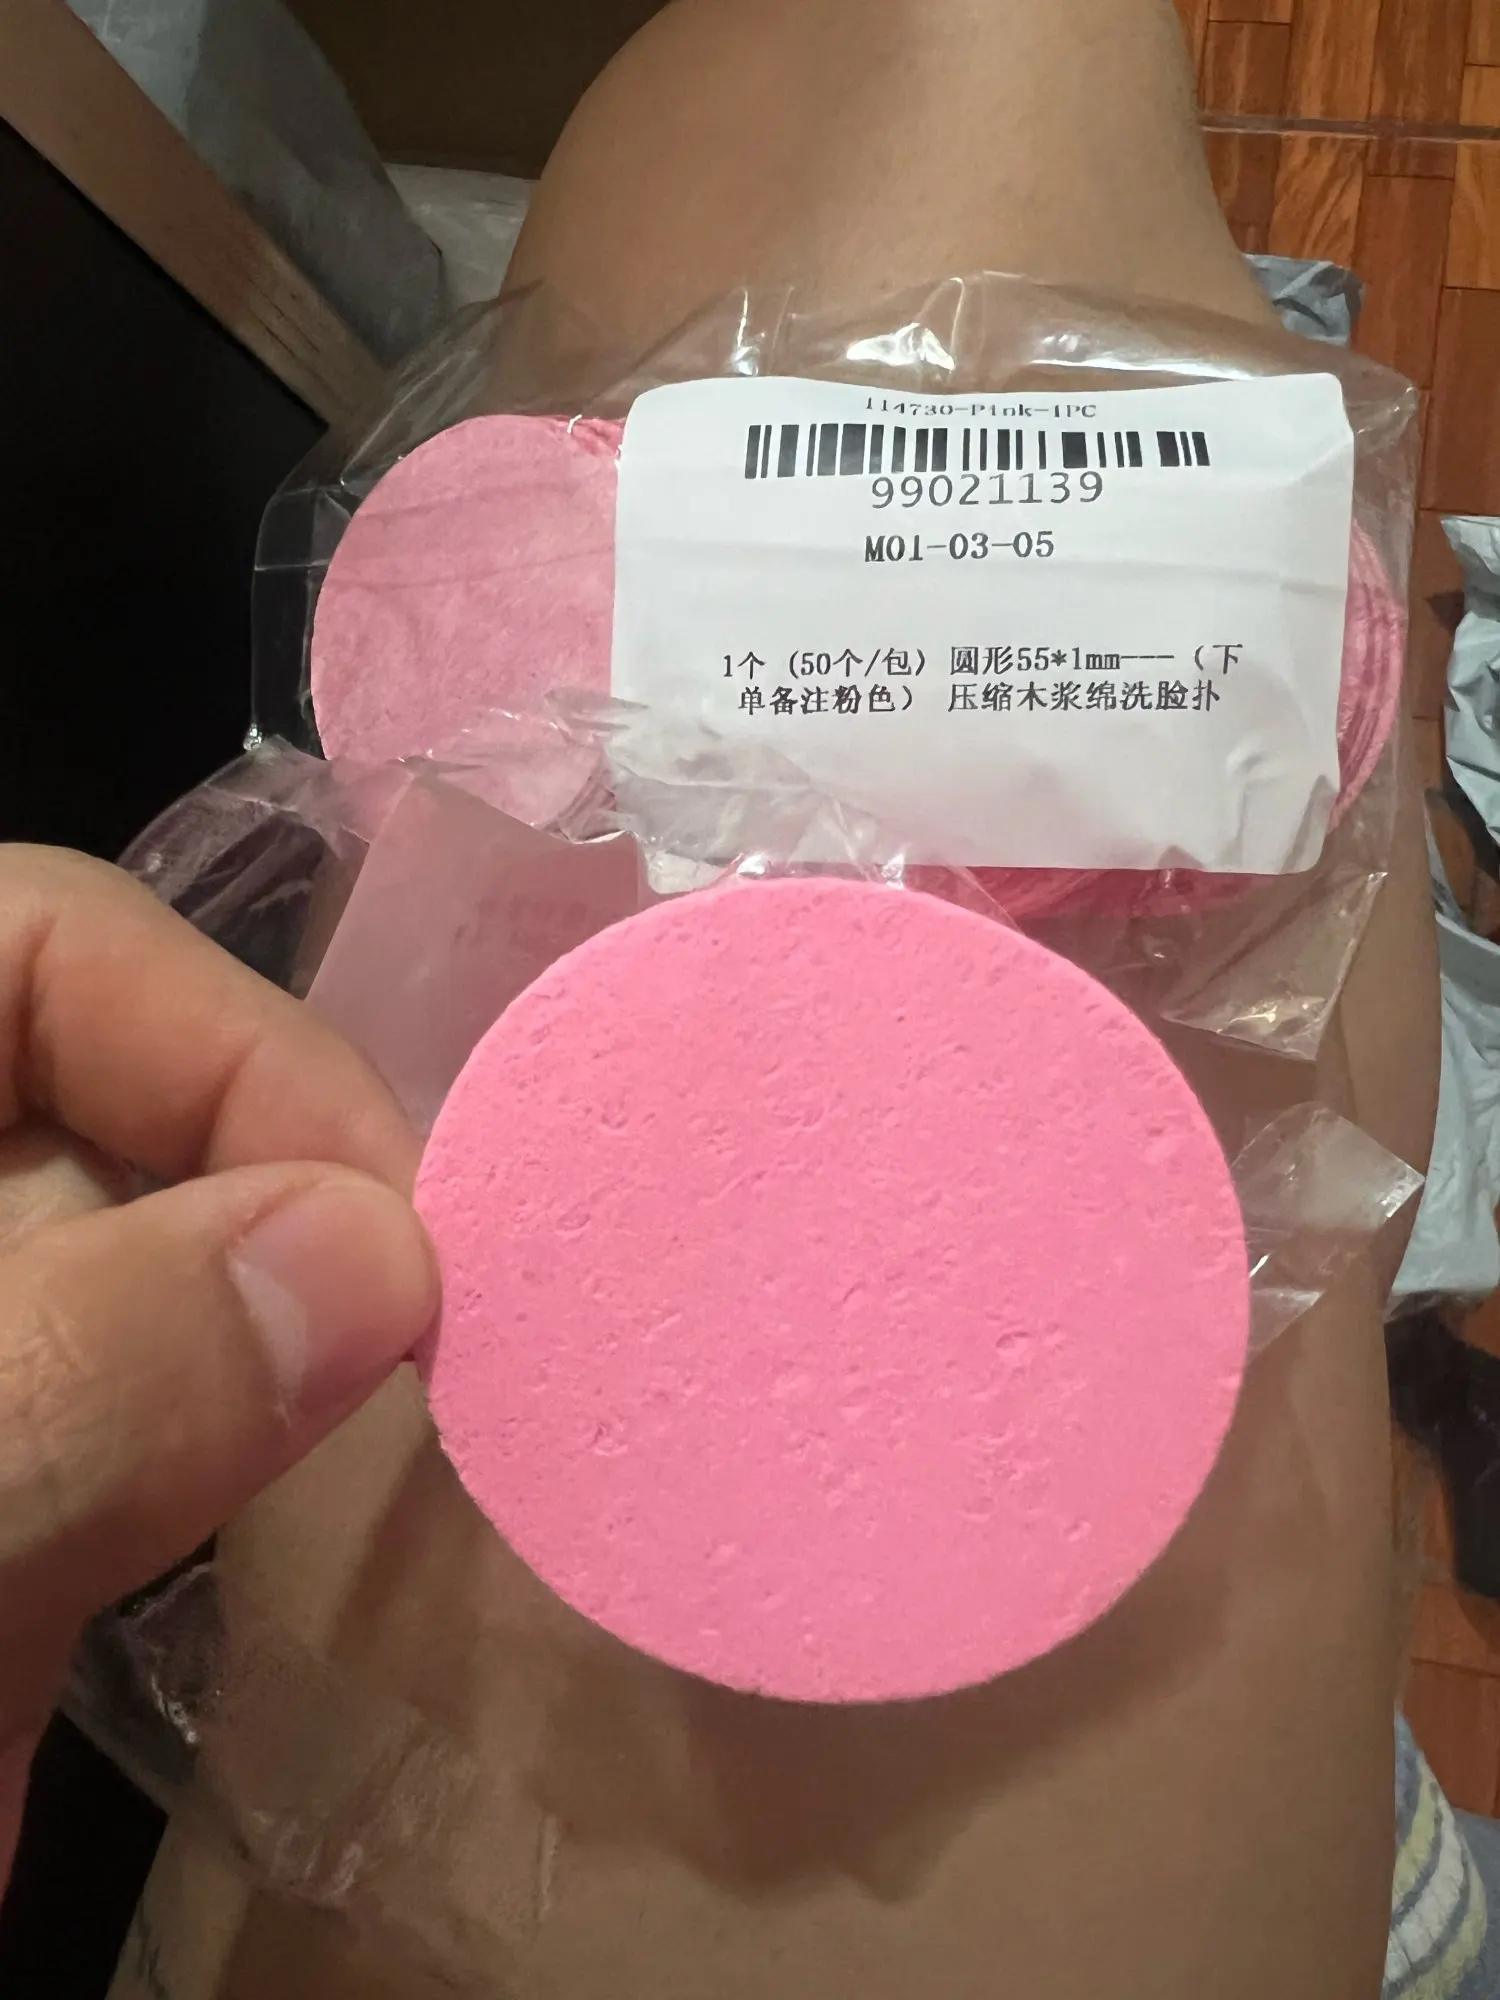 114730-Pink-1PC
99021139
M01-03-05
1个 (50个/包) 圆形55*1mm---（下
单备注粉色） 压缩木浆绵洗脸扑